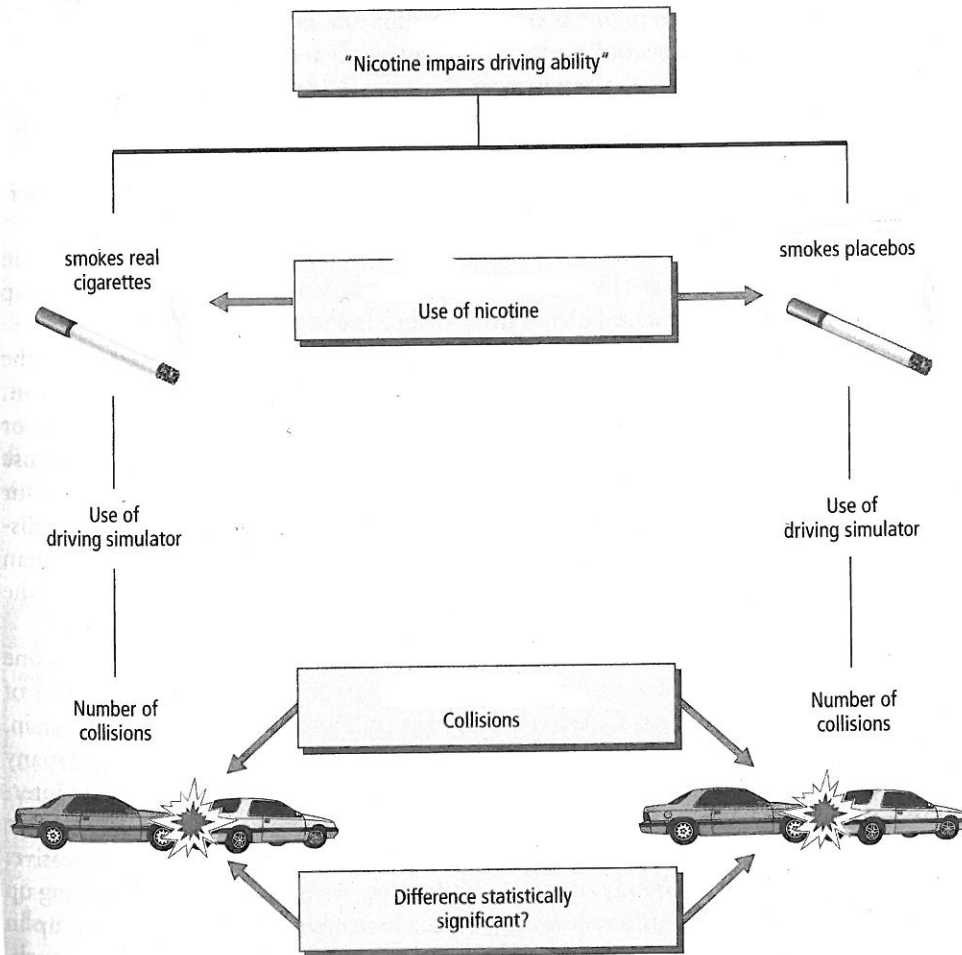 "Nicotine impairs driving ability"
smokes real
cigarettes
Use of nicotine
smokes placebos
Use of
driving simulator
Use of
driving simulator
Number of
collisions
Collisions
Number of
collisions
Difference statistically
significant?